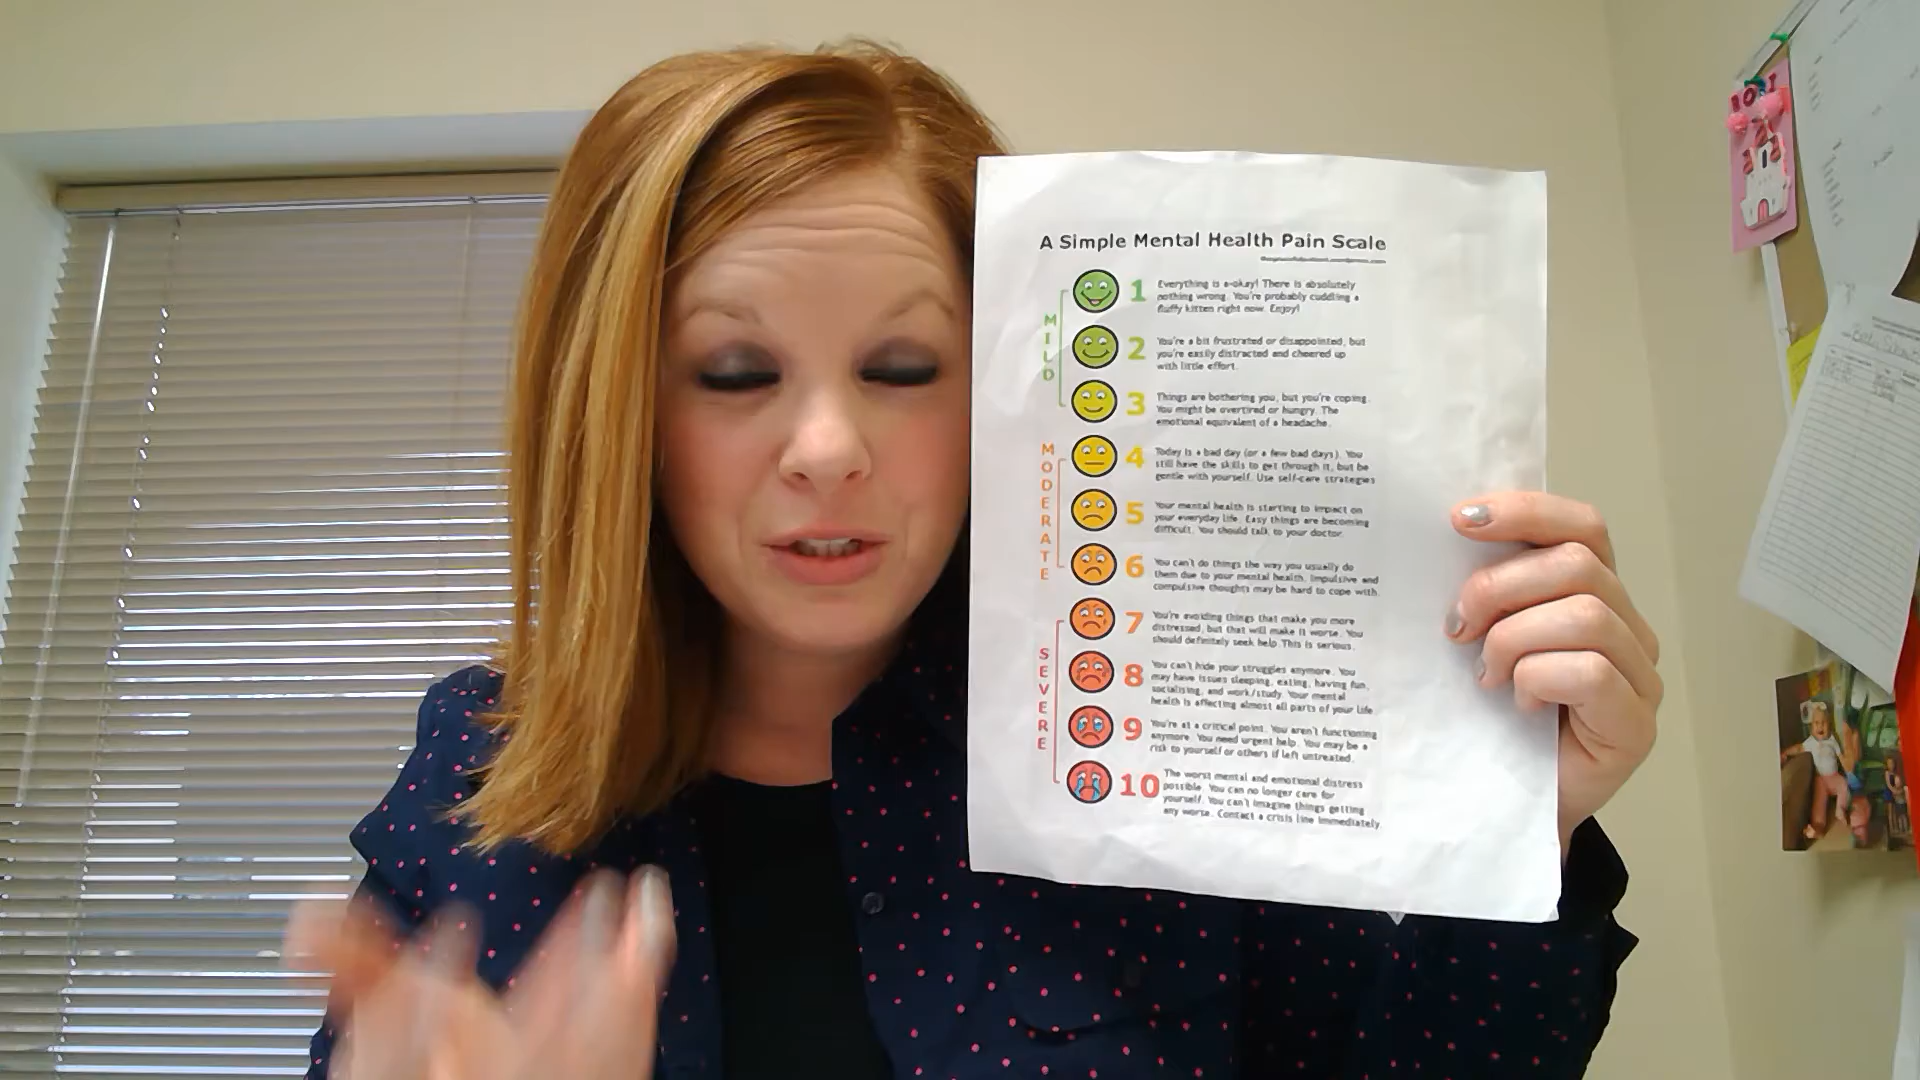 A Simple Mental Health Pain Scale
MILD
1 Everything is a-okay! There is absolutely
nothing wrong. You're probably cuddling a
fluffy kitten right now. Enjoy!
2 You're a bit frustrated or disappointed, but
you're easily distracted and cheered up
with little effort.
3 Things are bothering you, but you're coping.
You might be overtired or hungry. The
emotional equivalent of a headache.
MODERATE
4 Today is a bad day (or a few bad days). You
still have the skills to get through it, but be
gentle with yourself. Use self-care strategies
5 Your mental health is starting to impact on
your everyday life. Easy things are becoming
difficult. You should talk to your doctor.
6 You can't do things the way you usually do
them due to your mental health. Impulsive and
compulsive thoughts may be hard to cope with.
SEVERE
7 You're avoiding things that make you more
distressed, but that will make it worse. You
should definitely seek help. This is serious.
8 You can't hide your struggles anymore. You
may have issues sleeping, eating, having fun,
socialising, and work/study. Your mental
health is affecting almost all parts of your life
9 You're at a critical point. You aren't functioning
anymore. You need urgent help. You may be a
risk to yourself or others if left untreated.
10 The worst mental and emotional distress
possible. You can no longer care for
yourself. You can't imagine things getting
any worse. Contact a crisis line immediately